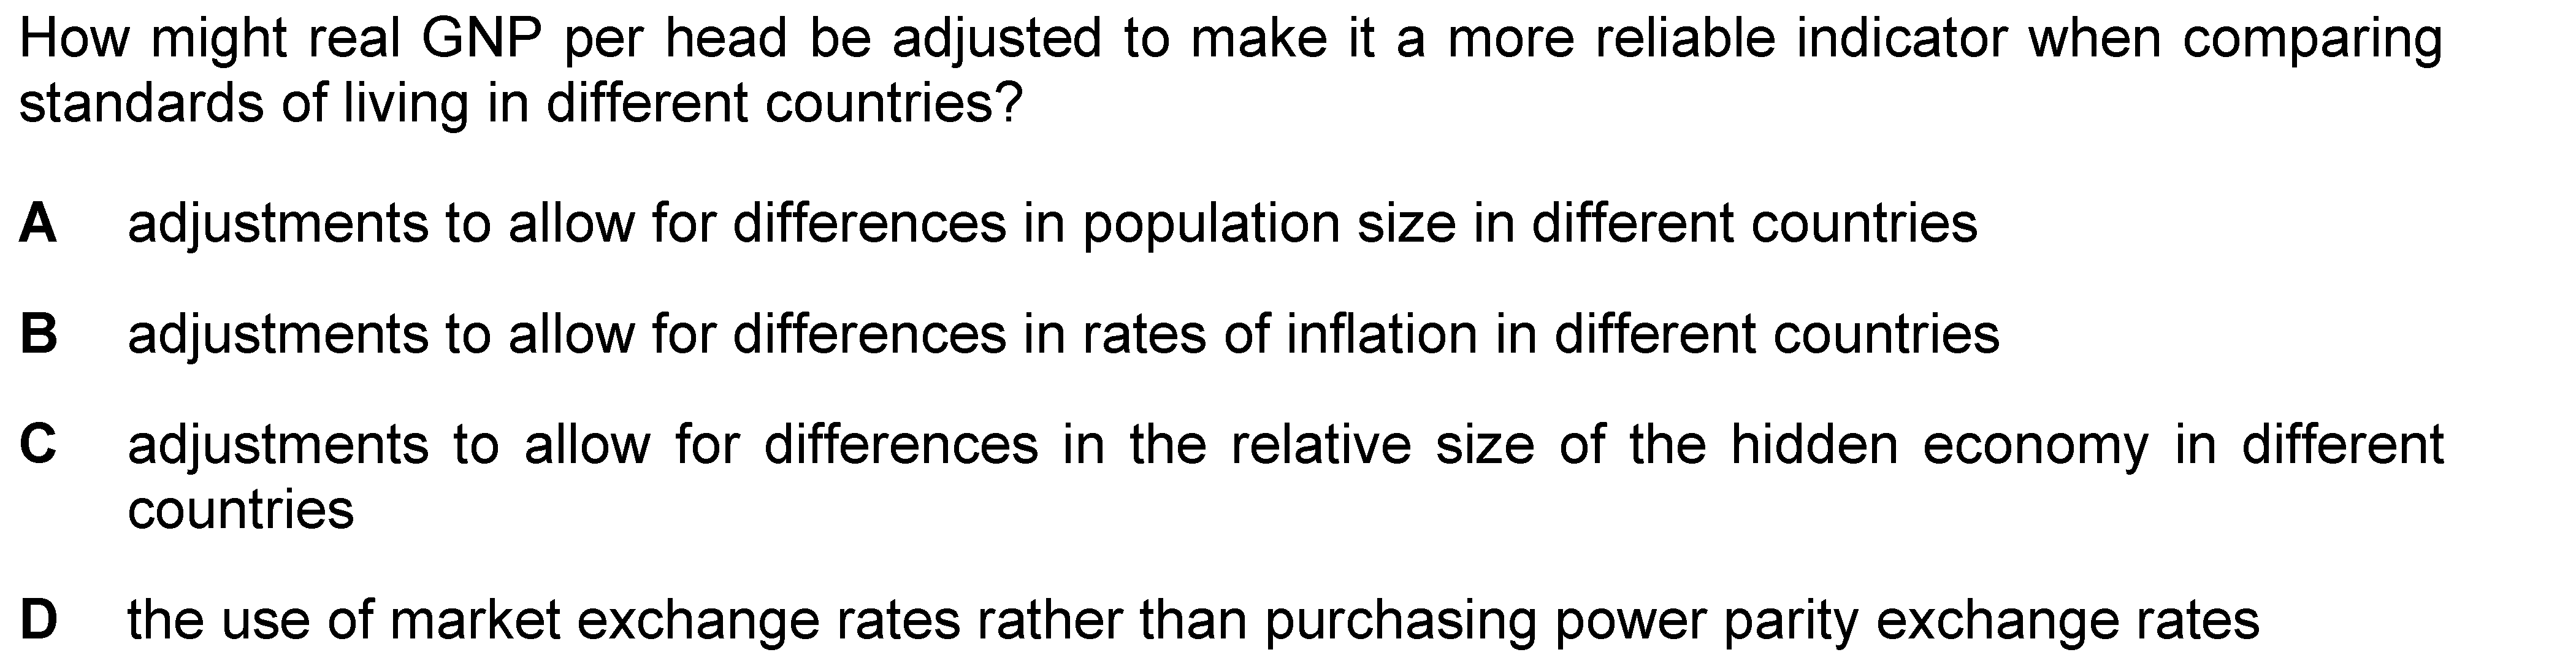 How might real GNP per head be adjusted to make it a more reliable indicator when comparing
standards of living in different countries?
A adjustments to allow for differences in population size in different countries
B adjustments to allow for differences in rates of inflation in different countries
C adjustments to allow for differences in the relative size of the hidden economy in different
countries
D the use of market exchange rates rather than purchasing power parity exchange rates